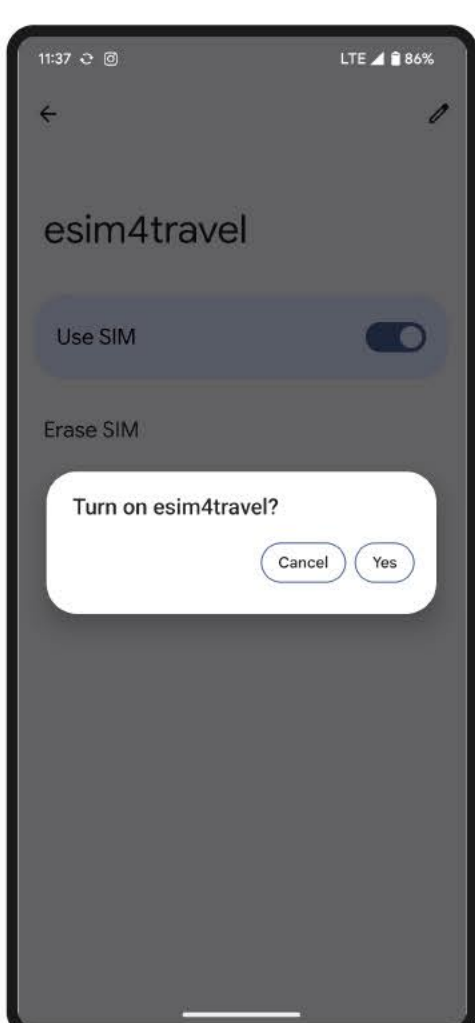 11:37 LTE 86%
esim4travel
Use SIM
Erase SIM
Turn on esim4travel?
Cancel Yes